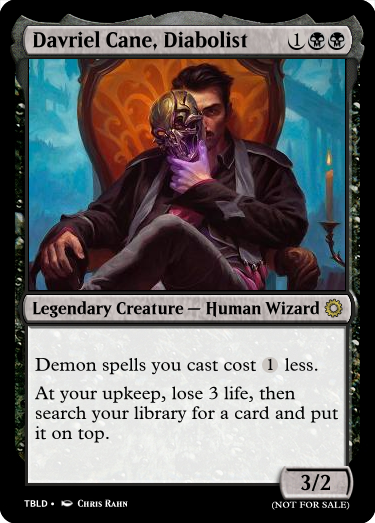 Davriel Cane, Diabolist 1
Legendary Creature — Human Wizard
Demon spells you cast cost 1 less.
At your upkeep, lose 3 life, then
search your library for a card and put
it on top.
3/2
TBLD • Chris Rahn
(NOT FOR SALE)